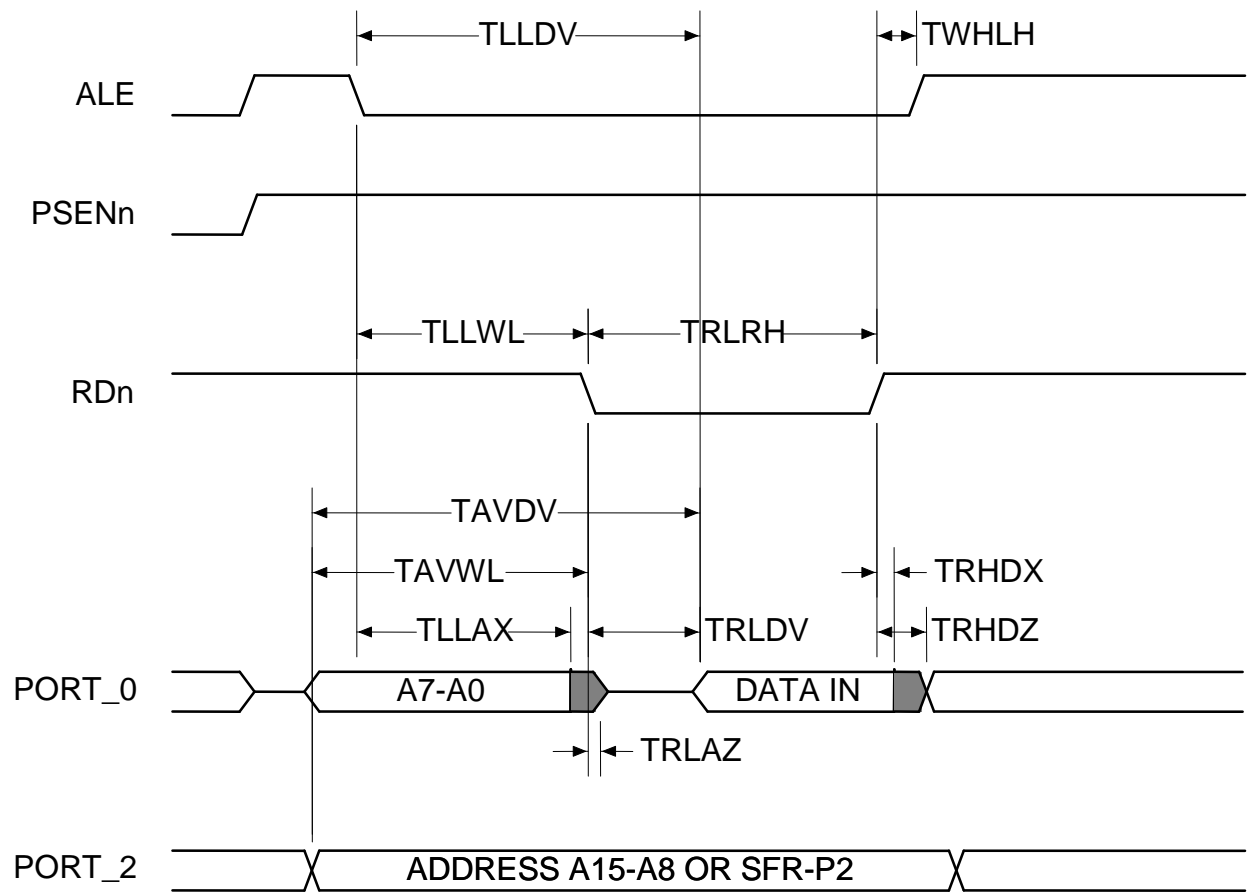 TLLDV
TWHLH
ALE
PSENn
TLLWL
TRLRH
RDn
TAVDV
TAVWL
TRHDX
TLLAX
TRLDV
TRHDZ
PORT_0
A7-A0
DATA IN
TRLAZ
PORT_2
ADDRESS A15-A8 OR SFR-P2